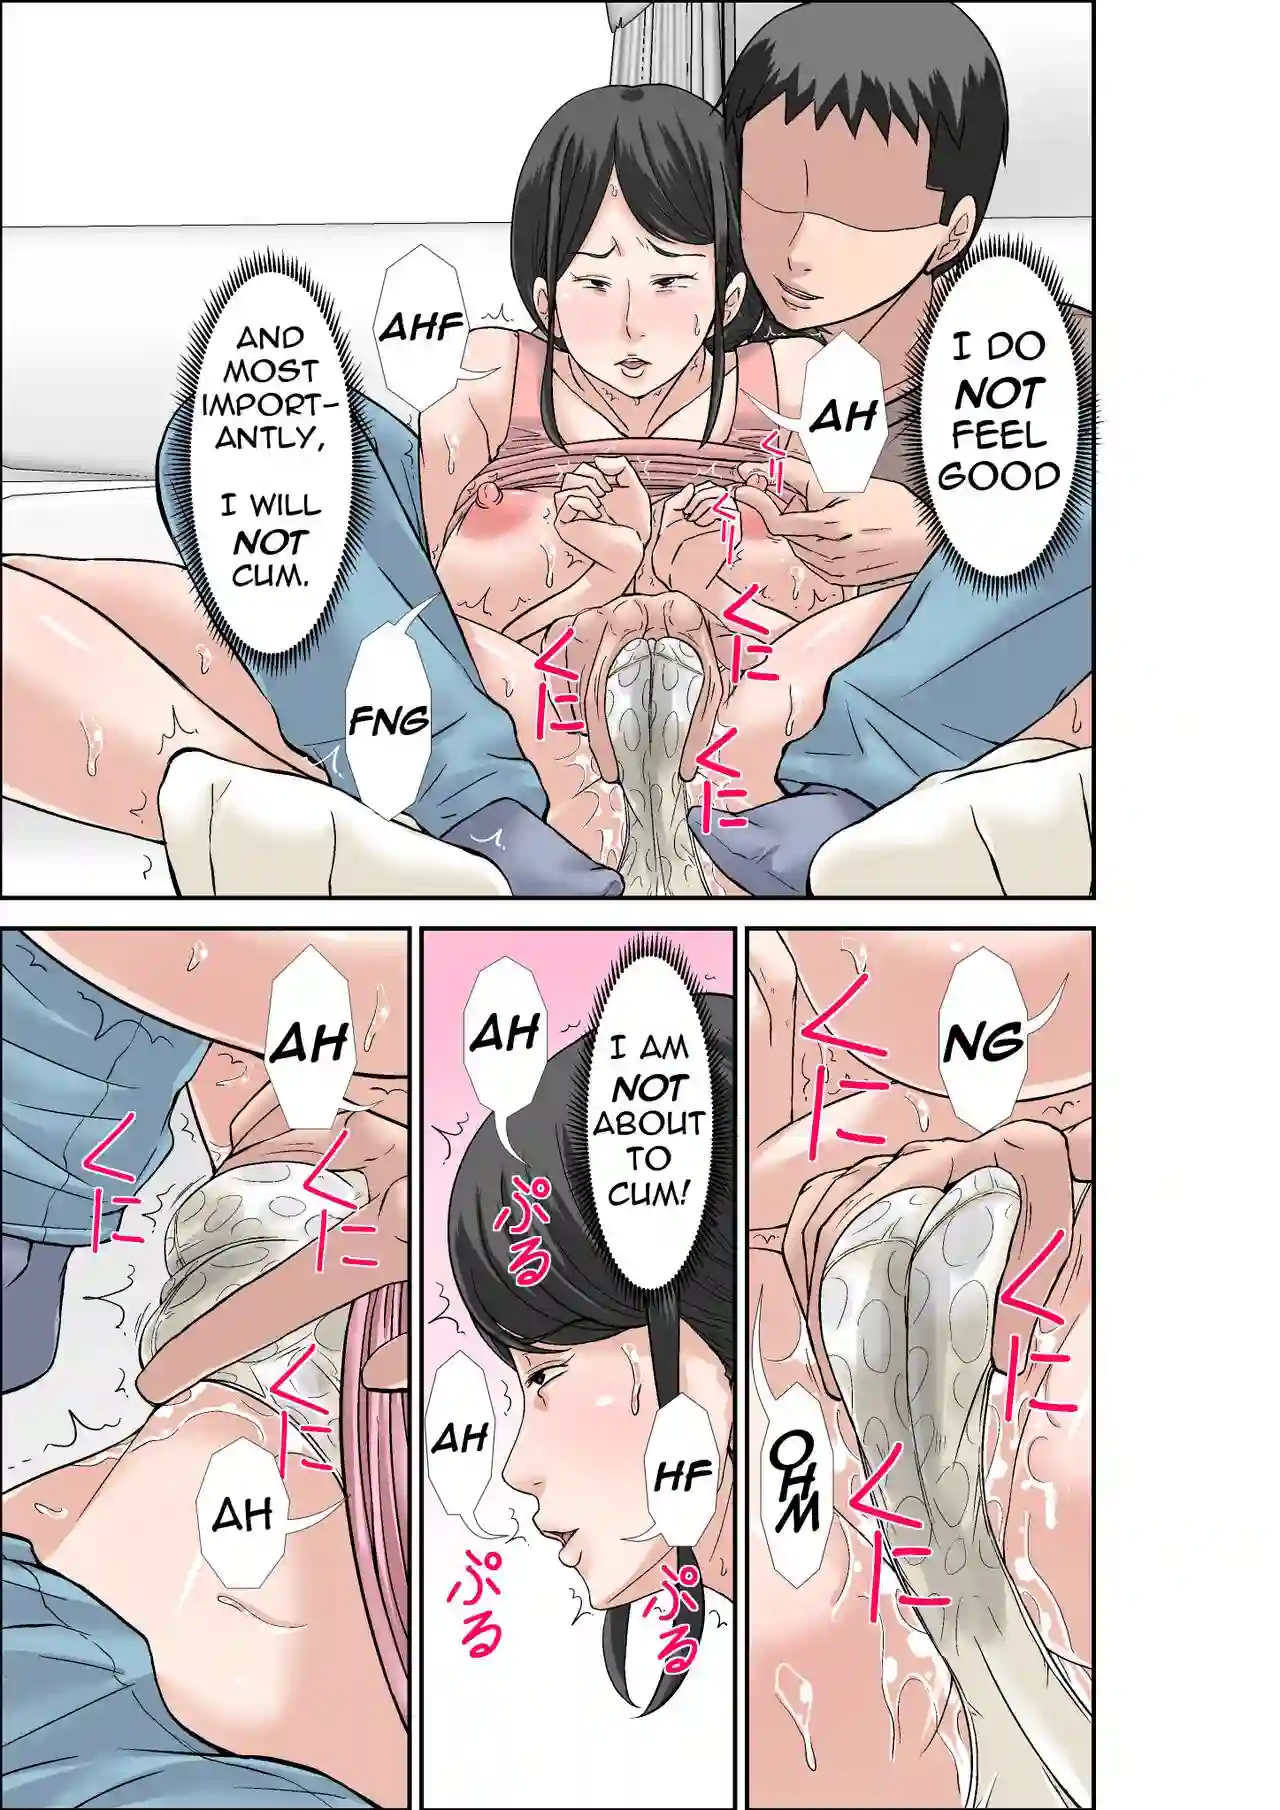 I DO
NOT
FEEL
GOOD
AH
AHF
AND
MOST
IMPORT-
ANTLY,
I WILL
NOT
CUM.
FNG
くり
くり
くに
くに
くに
NG
くに
くに
くに
OHM
I AM
NOT
ABOUT
TO
CUM!
AH
ぷる
AH
HF
ぷる
ぷる
AH
くに
くに
くに
AH